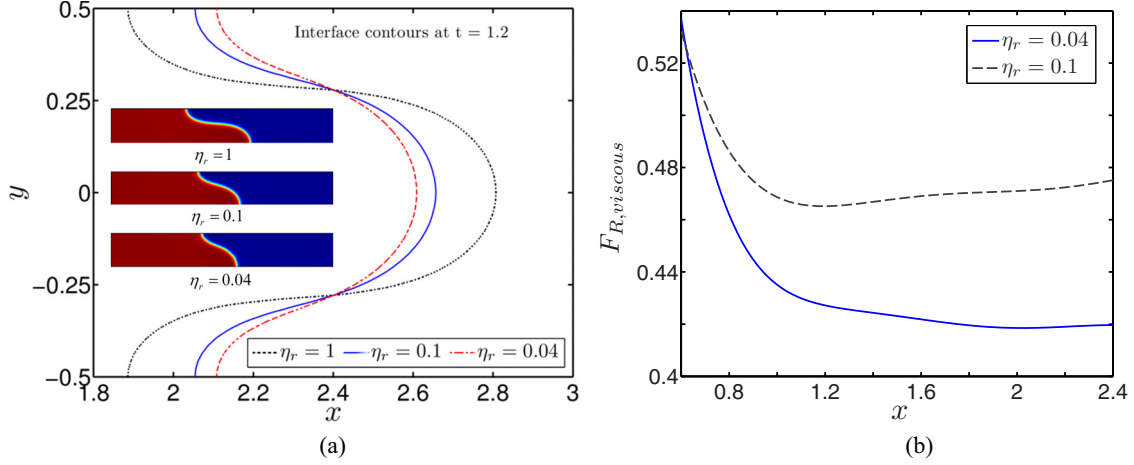 Interface contours at t = 1.2
0.5
0.25
0
−0.25
−0.5
y
η_r = 1
η_r = 0.1
η_r = 0.04
η_r = 1
η_r = 0.1
η_r = 0.04
1.8 2 2.2 2.4 2.6 2.8 3
x
(a)
η_r = 0.04
η_r = 0.1
0.52
0.48
0.44
0.4
F_{R,viscous}
0.8 1.2 1.6 2 2.4
x
(b)